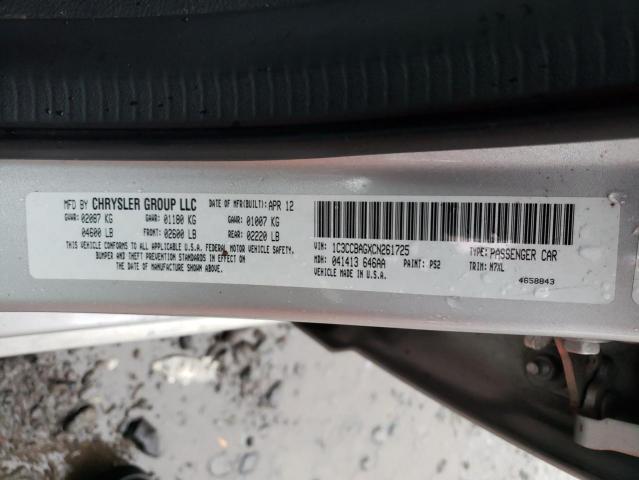 MFD BY CHRYSLER GROUP LLC
DATE OF MFR(BUILT): APR 12
GVWR: 02087 KG GAWR: 01180 KG GAWR: 01007 KG
04600 LB FRONT: 02600 LB REAR: 02220 LB
THIS VEHICLE CONFORMS TO ALL APPLICABLE U.S.A. FEDERAL MOTOR VEHICLE SAFETY,
BUMPER AND THEFT PREVENTION STANDARDS IN EFFECT ON
THE DATE OF MANUFACTURE SHOWN ABOVE.
VIN: 1C3CCBAGXCN261725 TYPE: PASSENGER CAR
MDH: 041413 646AA PAINT: PS2 TRIM: M7XL
VEHICLE MADE IN U.S.A. 4658843